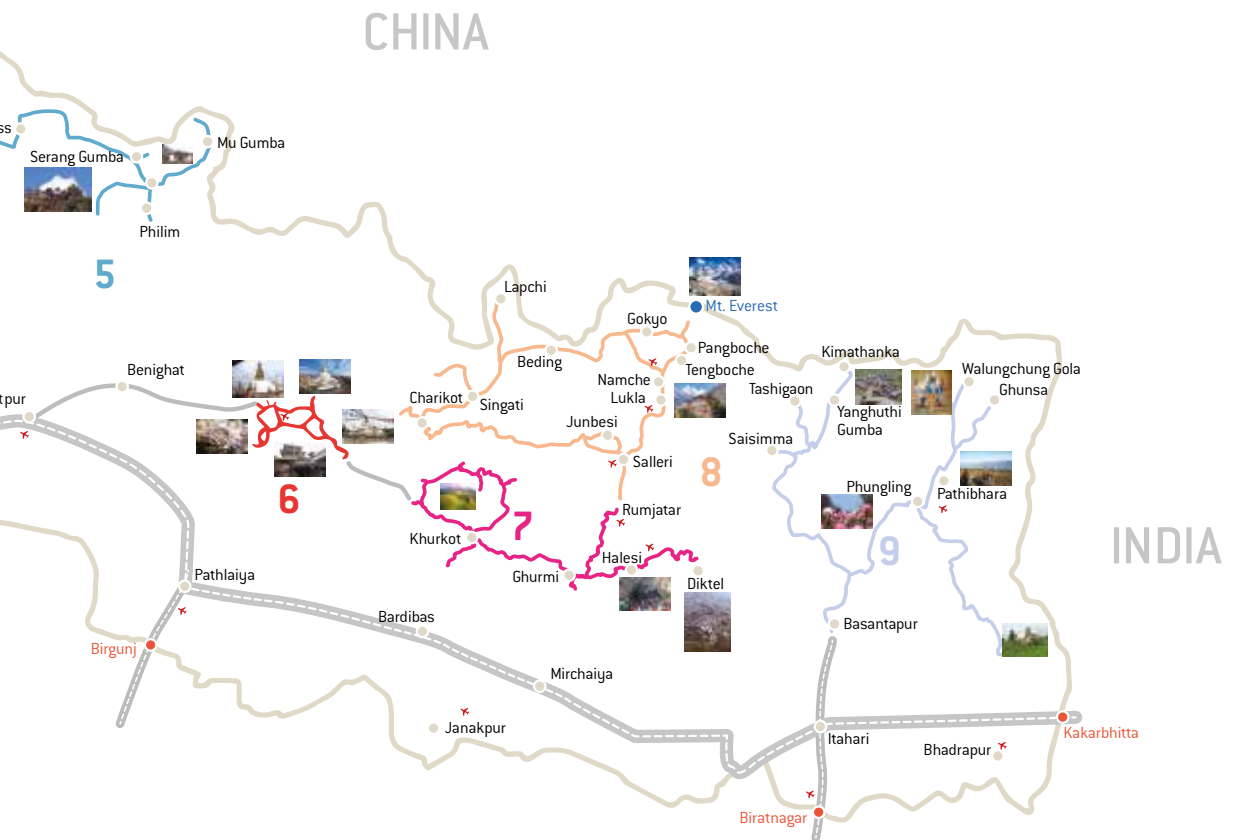 CHINA
ss
Mu Gumba
Serang Gumba
Philim
5
Lapchi
Mt. Everest
Gokyo
Beding
Pangboche
Tengboche
Kimathanka
Walungchung Gola
Ghunsa
Benighat
Namche
Lukla
Tashigaon
tpur
Charikot
Singati
Junbesi
Yanghuthi
Gumba
Saisimma
Salleri
8
6
Phungling
Pathibhara
Rumjatar
7
Khurkot
Halesi
9
INDIA
Ghurmi
Diktel
Pathlaiya
Bardibas
Basantapur
Birgunj
Mirchaiya
Janakpur
Itahari
Kakarbhitta
Bhadrapur
Biratnagar